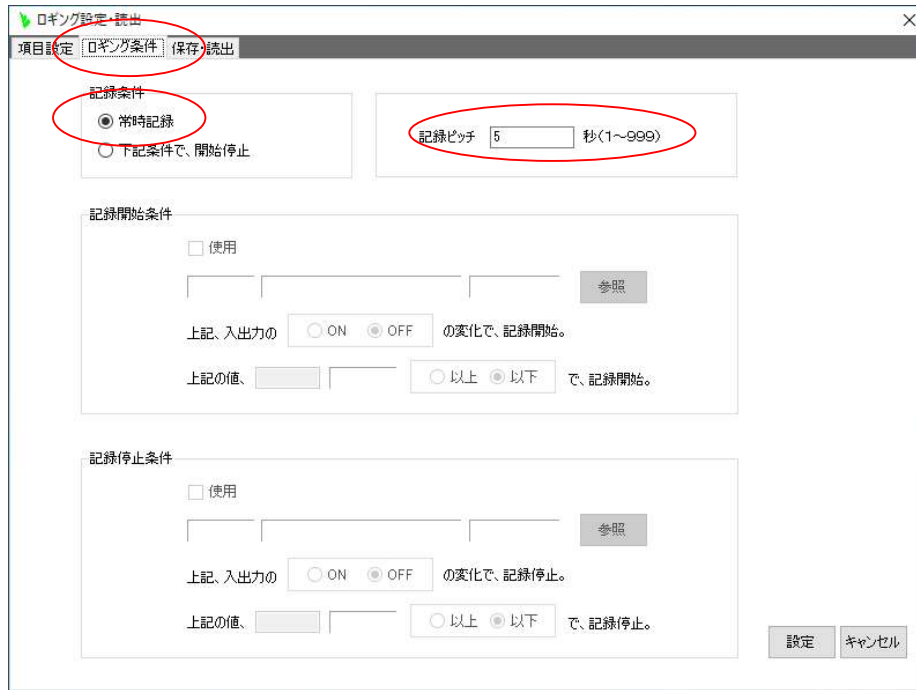 ロギング設定・読出
項目設定 ロギング条件 保存・読出
記録条件
常時記録
下記条件で、開始停止
記録ピッチ 5 秒(1～999)
記録開始条件
使用
参照
上記、入出力の ON OFF の変化で、記録開始。
上記の値、 以上 以下 で、記録開始。
記録停止条件
使用
参照
上記、入出力の ON OFF の変化で、記録停止。
上記の値、 以上 以下 で、記録停止。
設定 キャンセル